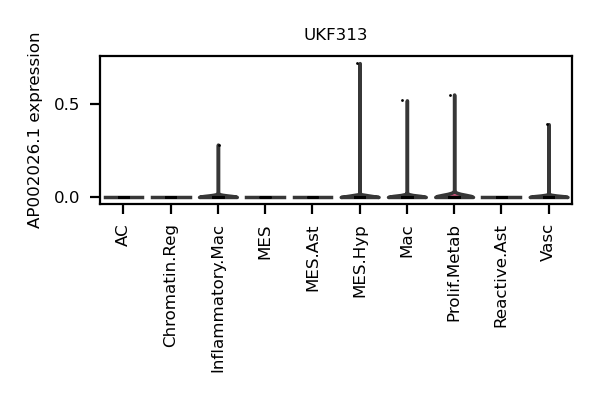 UKF313
AP002026.1 expression
0.5
0.0
AC
Chromatin.Reg
Inflammatory.Mac
MES
MES.Ast
MES.Hyp
Mac
Prolif.Metab
Reactive.Ast
Vasc